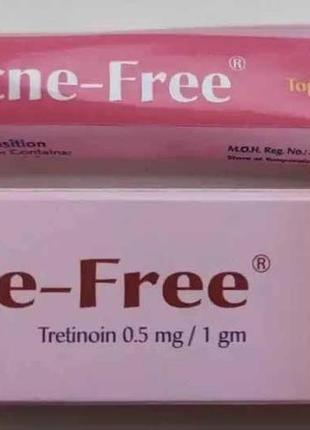 cne-Free®
Top
sition
Contains:
M.O.H. Reg. No.:
Store at
e-Free®
Tretinoin 0.5 mg / 1 gm